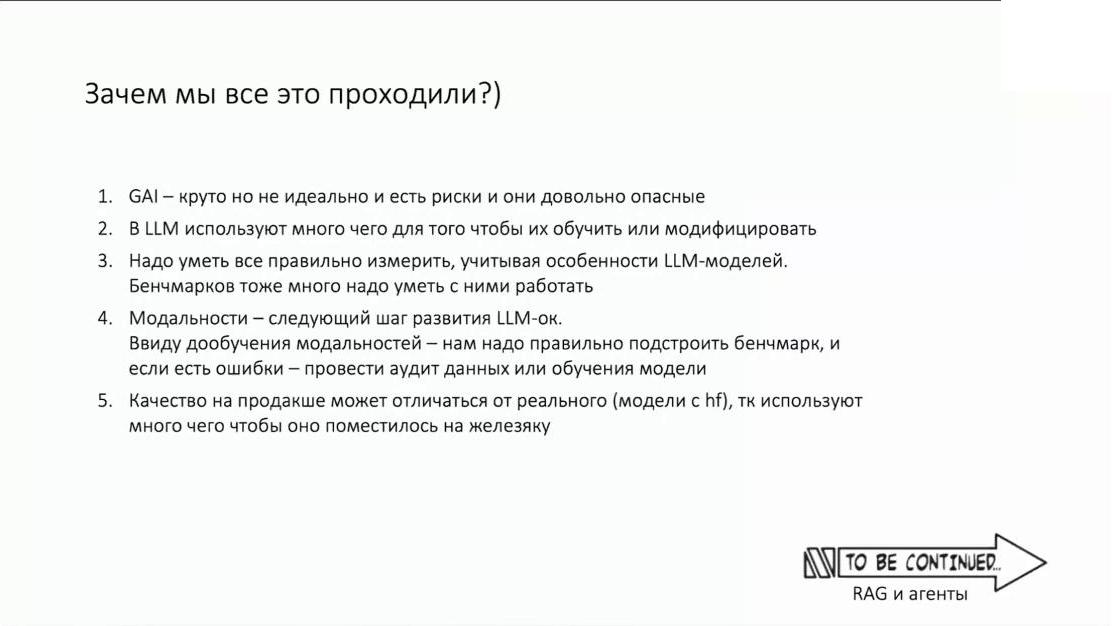 Зачем мы все это проходили?)
1. GAI – круто но не идеально и есть риски и они довольно опасные
2. В LLM используют много чего для того чтобы их обучить или модифицировать
3. Надо уметь все правильно измерить, учитывая особенности LLM-моделей.
Бенчмарков тоже много надо уметь с ними работать
4. Модальности – следующий шаг развития LLM-ок.
Ввиду дообучения модальностей – нам надо правильно подстроить бенчмарк, и
если есть ошибки – провести аудит данных или обучения модели
5. Качество на продакше может отличаться от реального (модели с hf), тк используют
много чего чтобы оно поместилось на железяку
TO BE CONTINUED...
RAG и агенты